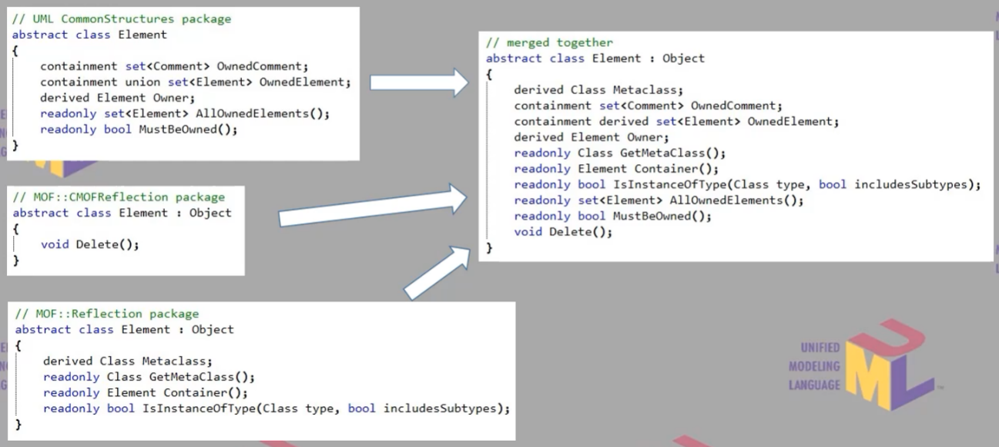 // UML CommonStructures package
abstract class Element
{
containment set<Comment> OwnedComment;
containment union set<Element> OwnedElement;
derived Element Owner;
readonly set<Element> AllOwnedElements();
readonly bool MustBeOwned();
}
// MOF::CMOFReflection package
abstract class Element : Object
{
void Delete();
}
// MOF::Reflection package
abstract class Element : Object
{
derived Class Metaclass;
readonly Class GetMetaClass();
readonly Element Container();
readonly bool IsInstanceOfType(Class type, bool includesSubtypes);
}
// merged together
abstract class Element : Object
{
derived Class Metaclass;
containment set<Comment> OwnedComment;
containment derived set<Element> OwnedElement;
derived Element Owner;
readonly Class GetMetaClass();
readonly Element Container();
readonly bool IsInstanceOfType(Class type, bool includesSubtypes);
readonly set<Element> AllOwnedElements();
readonly bool MustBeOwned();
void Delete();
}
UNIFIED
MODELING
LANGUAGE
UML